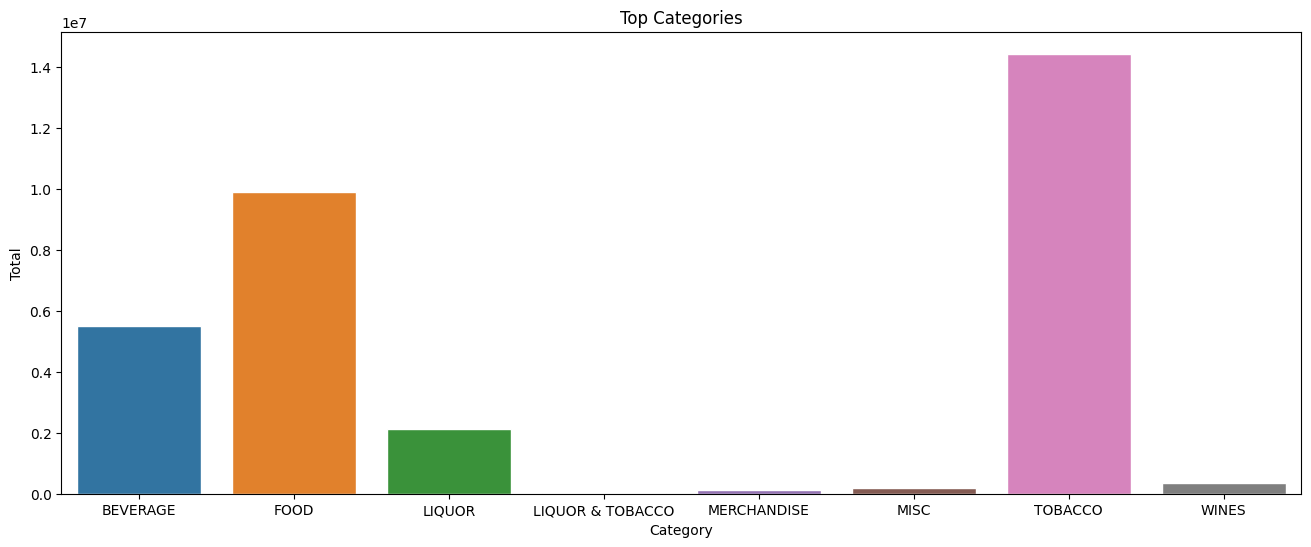 Top Categories
1e7
1.4
1.2
1.0
0.8
0.6
0.4
0.2
0.0
Total
BEVERAGE FOOD LIQUOR LIQUOR & TOBACCO MERCHANDISE MISC TOBACCO WINES
Category